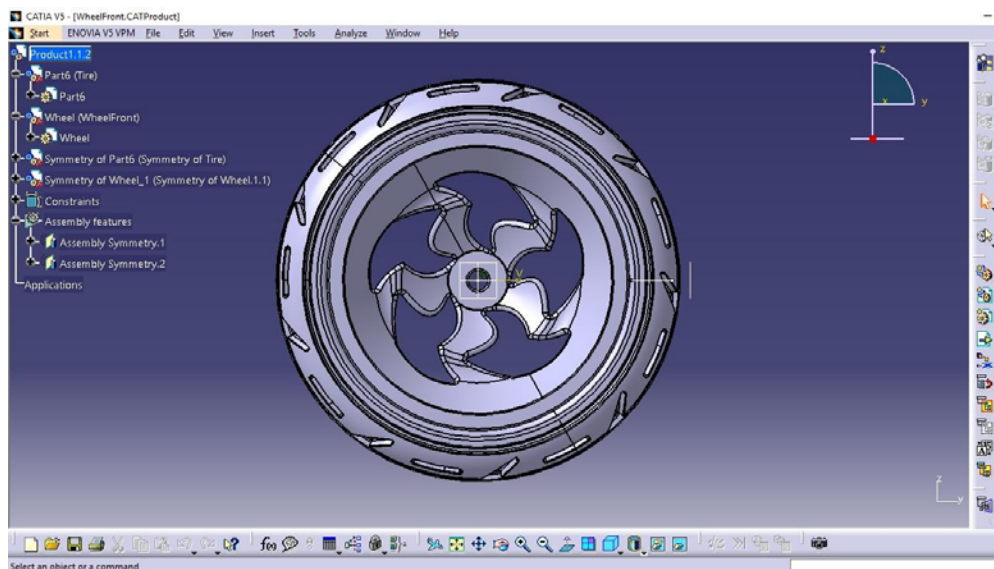 CATIA V5 - [WheelFront.CATProduct]
Start ENOVIA V5 VPM File Edit View Insert Tools Analyze Window Help
Product1.1.2
Part6 (Tire)
Part6
Wheel (WheelFront)
Wheel
Symmetry of Part6 (Symmetry of Tire)
Symmetry of Wheel_1 (Symmetry of Wheel.1.1)
Constraints
Assembly features
Assembly Symmetry.1
Assembly Symmetry.2
Applications
z
x y
y
z
y
f(x)
Select an object or a command